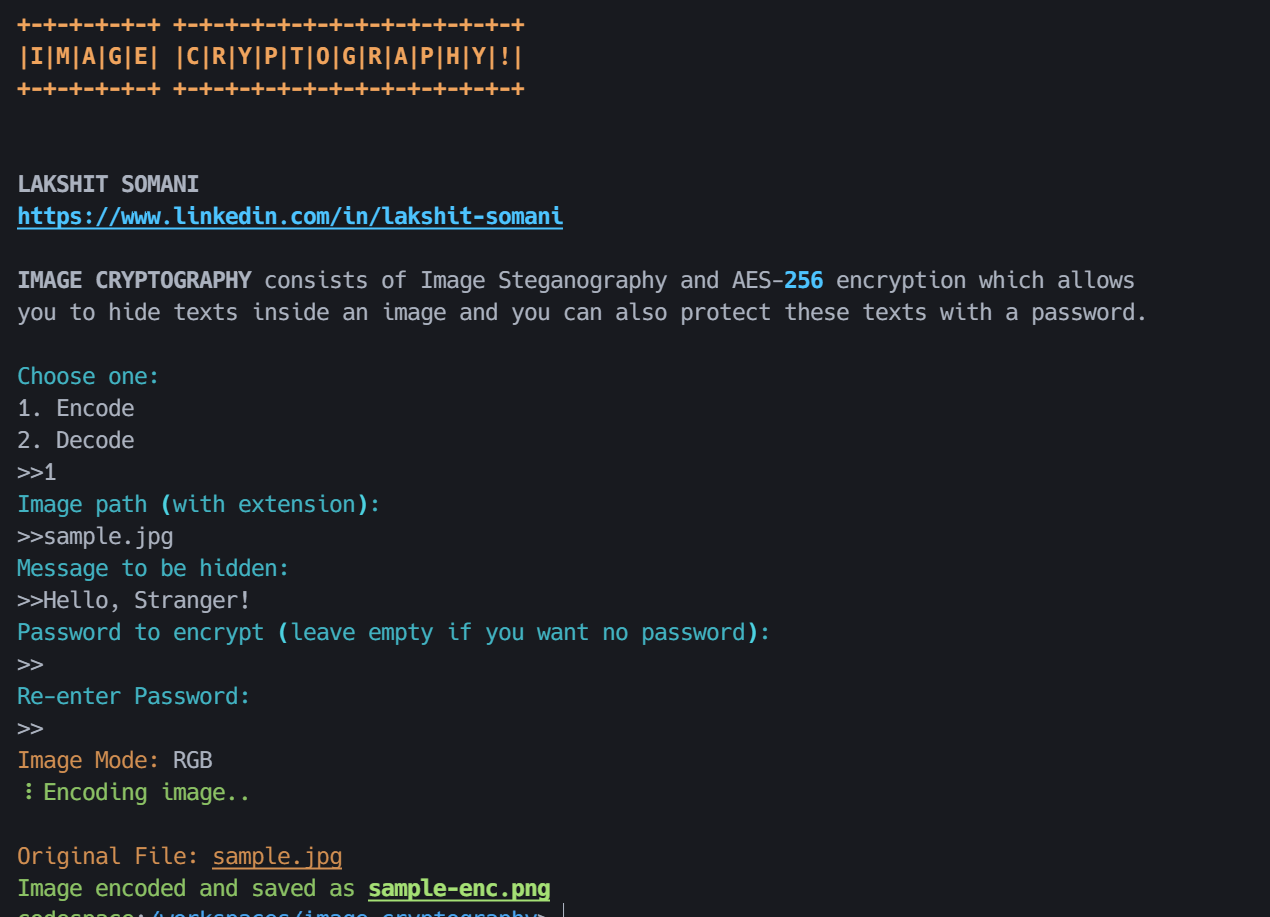 +-+-+-+-+-+ +-+-+-+-+-+-+-+-+-+-+-+-+-+
|I|M|A|G|E| |C|R|Y|P|T|O|G|R|A|P|H|Y|!|
+-+-+-+-+-+ +-+-+-+-+-+-+-+-+-+-+-+-+-+
LAKSHIT SOMANI
https://www.linkedin.com/in/lakshit-somani
IMAGE CRYPTOGRAPHY consists of Image Steganography and AES-256 encryption which allows
you to hide texts inside an image and you can also protect these texts with a password.
Choose one:
1. Encode
2. Decode
>>1
Image path (with extension):
>>sample.jpg
Message to be hidden:
>>Hello, Stranger!
Password to encrypt (leave empty if you want no password):
>>
Re-enter Password:
>>
Image Mode: RGB
⠇Encoding image..
Original File: sample.jpg
Image encoded and saved as sample-enc.png
codespace:/workspaces/image-cryptography>